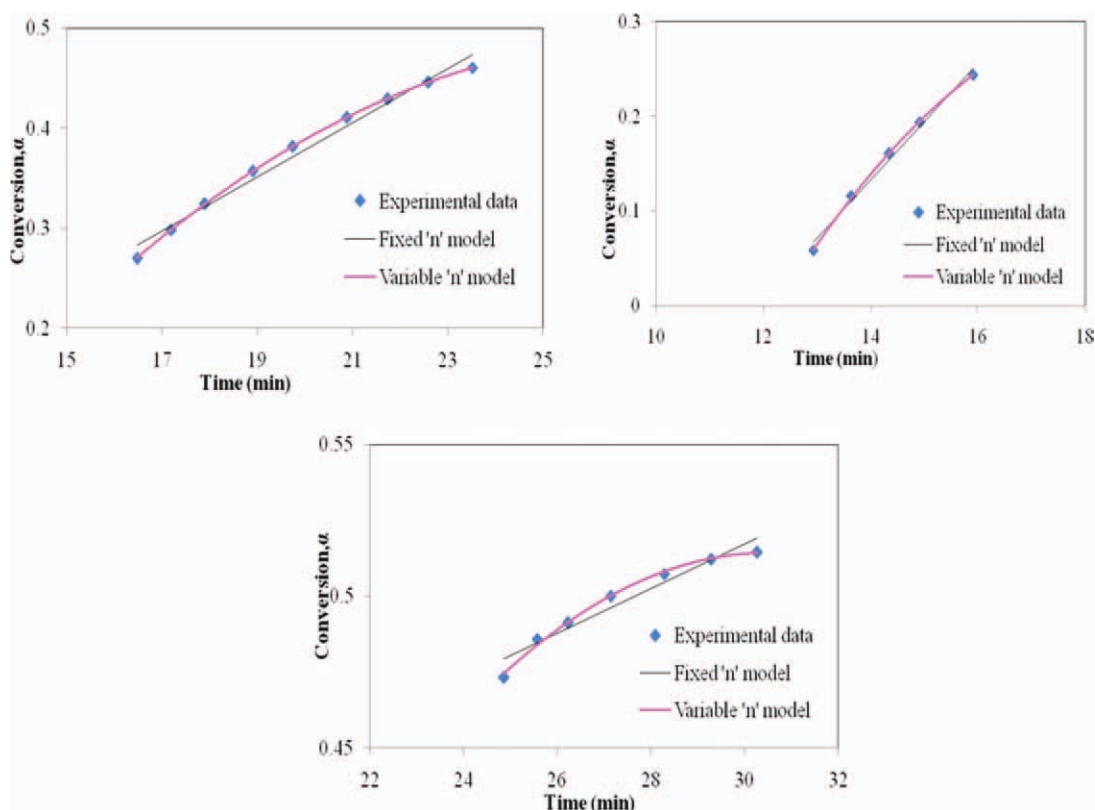 0.5
0.4
0.3
0.2
Conversion,α
Experimental data
Fixed 'n' model
Variable 'n' model
15 17 19 21 23 25
Time (min)
0.3
0.2
0.1
0
Conversion,α
Experimental data
Fixed 'n' model
Variable 'n' model
10 12 14 16 18
Time (min)
0.55
0.5
0.45
Conversion,α
Experimental data
Fixed 'n' model
Variable 'n' model
22 24 26 28 30 32
Time (min)